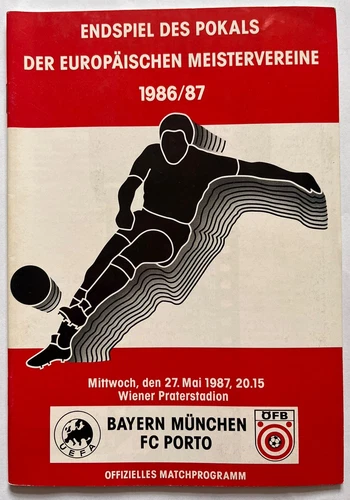 ENDSPIEL DES POKALS
DER EUROPÄISCHEN MEISTERVEREINE
1986/87
Mittwoch, den 27. Mai 1987, 20.15
Wiener Praterstadion
UEFA
BAYERN MÜNCHEN
FC PORTO
ÖFB
OFFIZIELLES MATCHPROGRAMM